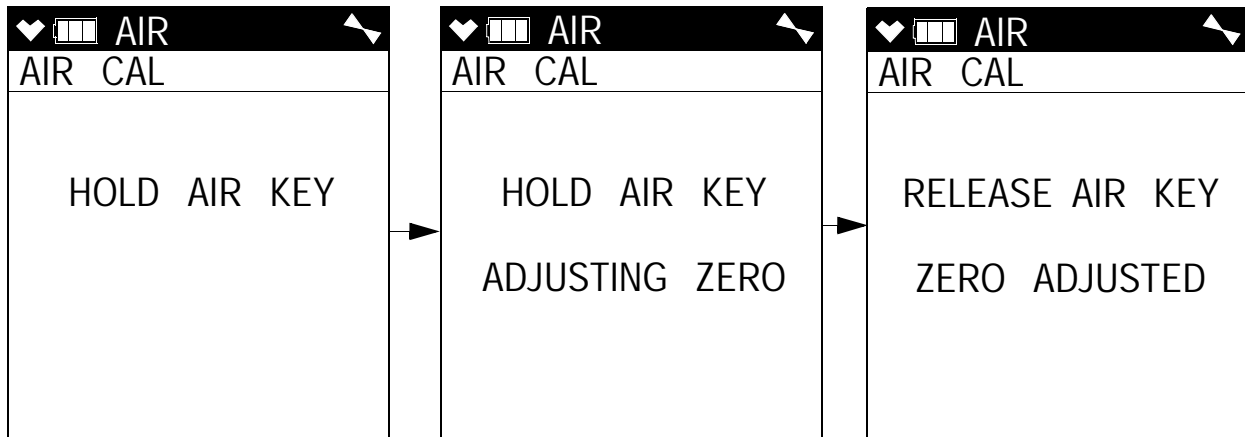 AIR
AIR CAL
HOLD AIR KEY
AIR
AIR CAL
HOLD AIR KEY
ADJUSTING ZERO
AIR
AIR CAL
RELEASE AIR KEY
ZERO ADJUSTED